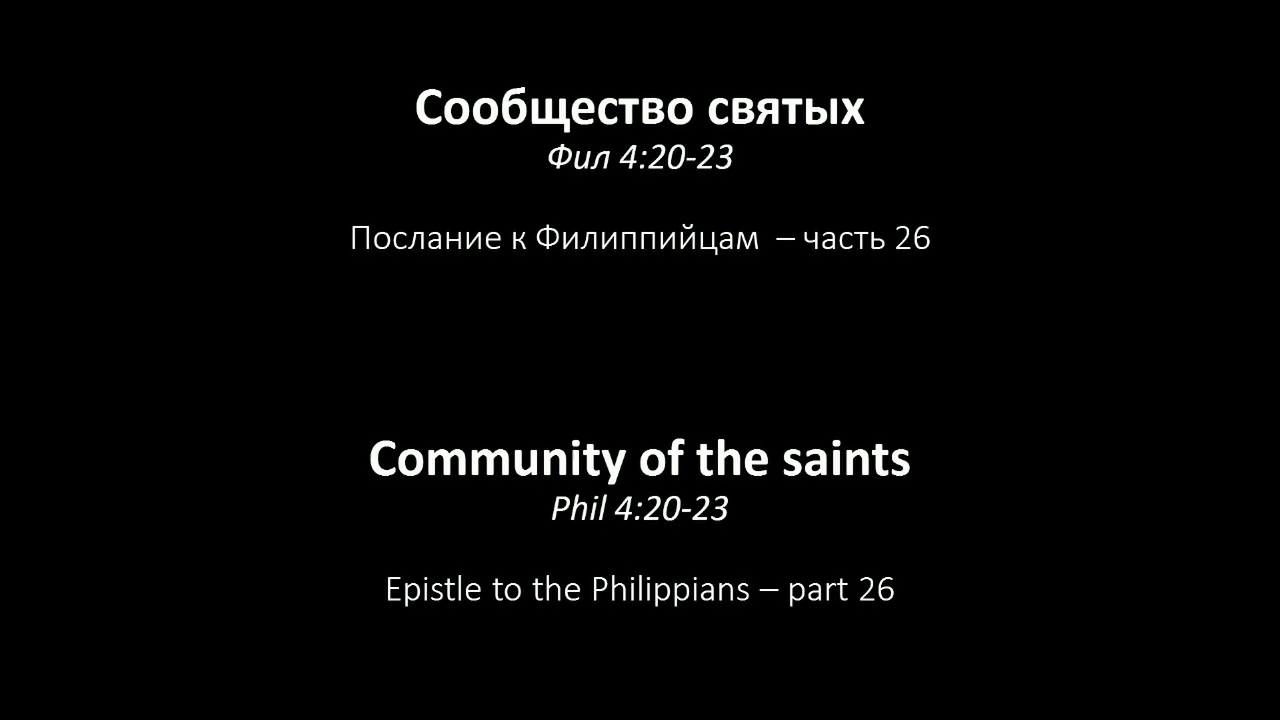 Сообщество святых
Фил 4:20-23
Послание к Филиппийцам – часть 26
Community of the saints
Phil 4:20-23
Epistle to the Philippians – part 26